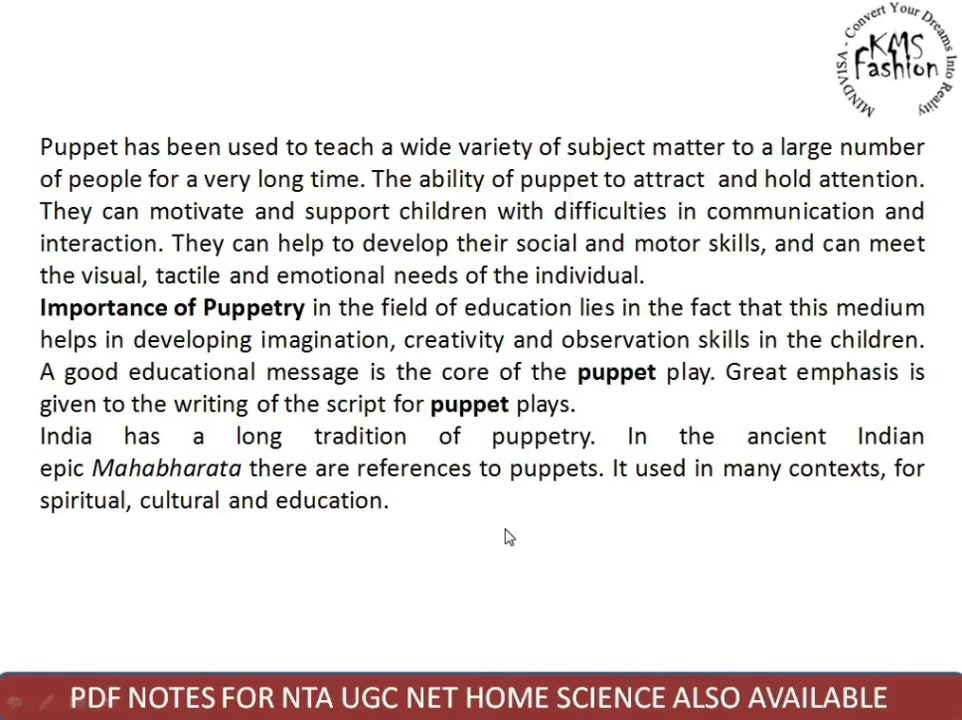 MINDVISA - Convert Your Dreams Into Reality
KMS
Fashion
Puppet has been used to teach a wide variety of subject matter to a large number
of people for a very long time. The ability of puppet to attract and hold attention.
They can motivate and support children with difficulties in communication and
interaction. They can help to develop their social and motor skills, and can meet
the visual, tactile and emotional needs of the individual.
Importance of Puppetry in the field of education lies in the fact that this medium
helps in developing imagination, creativity and observation skills in the children.
A good educational message is the core of the puppet play. Great emphasis is
given to the writing of the script for puppet plays.
India has a long tradition of puppetry. In the ancient Indian
epic Mahabharata there are references to puppets. It used in many contexts, for
spiritual, cultural and education.
PDF NOTES FOR NTA UGC NET HOME SCIENCE ALSO AVAILABLE